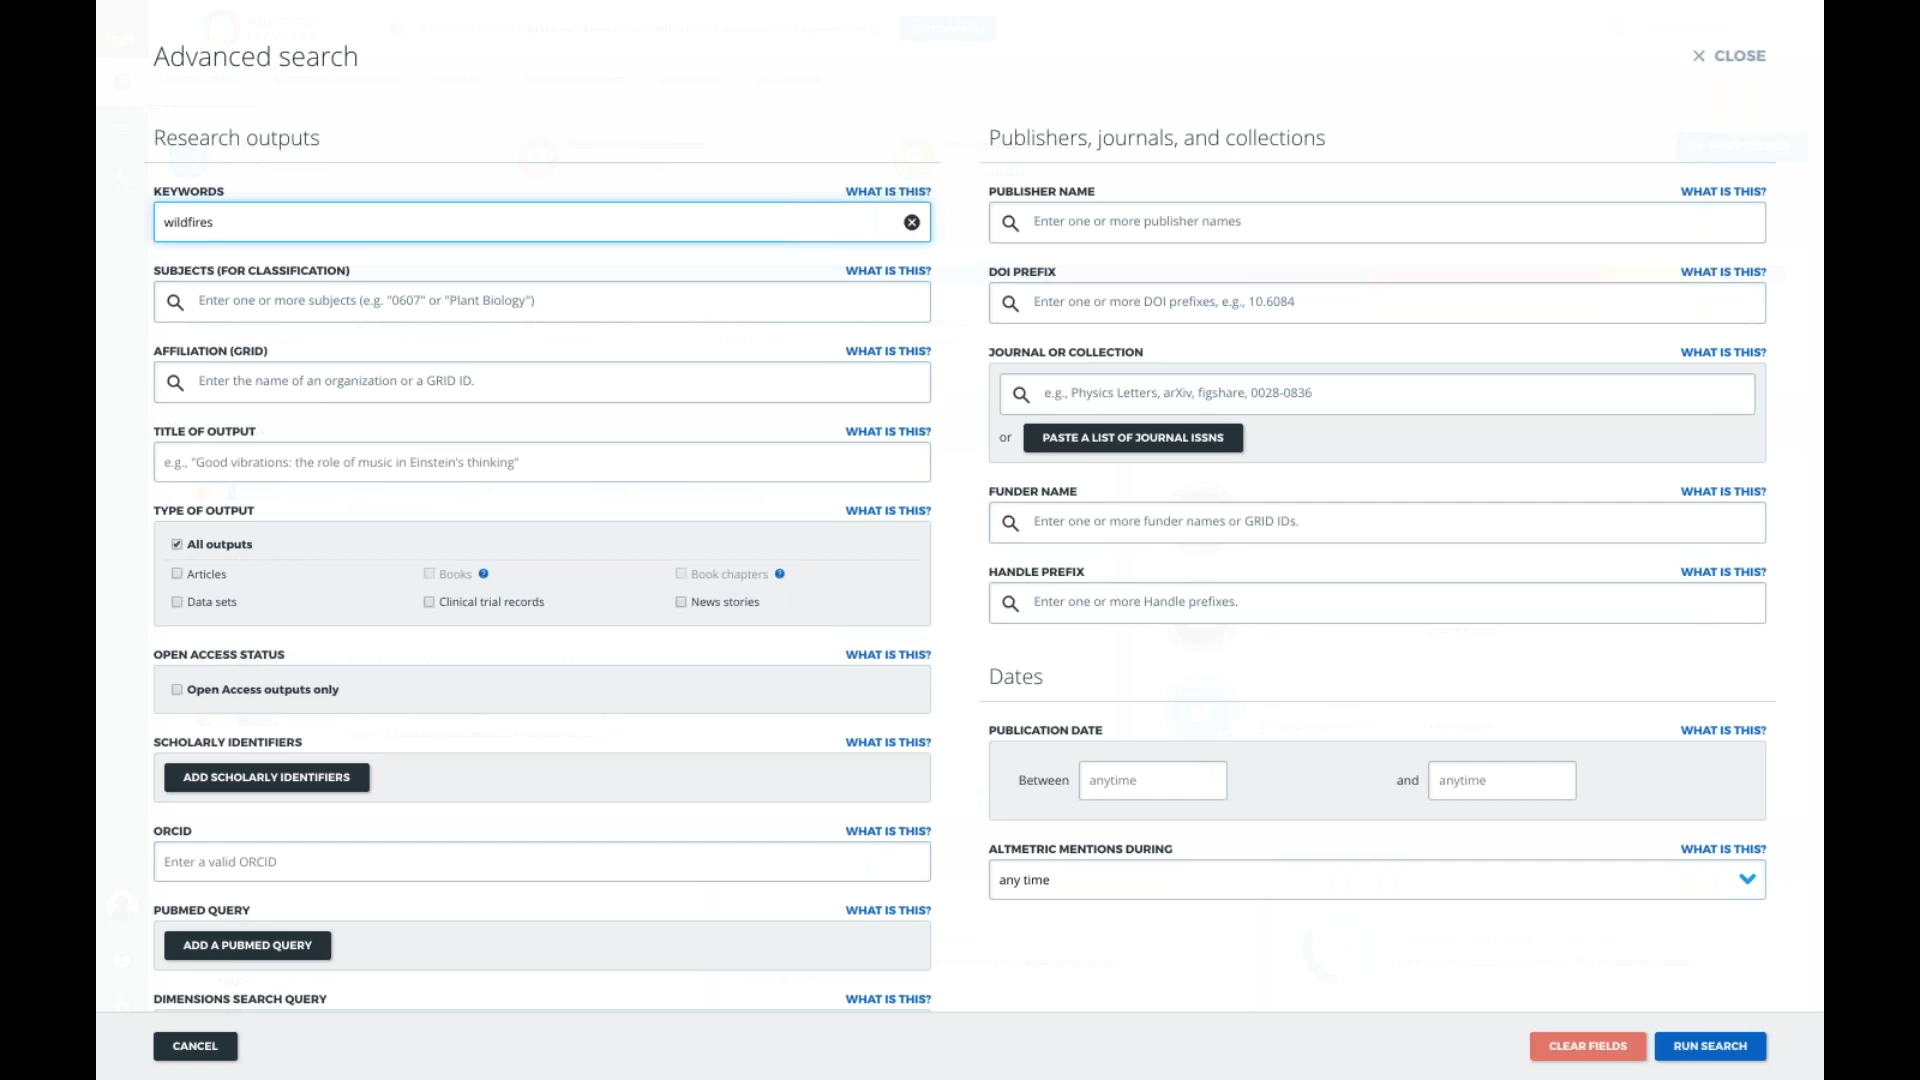 Advanced search
CLOSE
Research outputs
KEYWORDS WHAT IS THIS?
wildfires
SUBJECTS (FOR CLASSIFICATION) WHAT IS THIS?
Enter one or more subjects (e.g. "0607" or "Plant Biology")
AFFILIATION (GRID) WHAT IS THIS?
Enter the name of an organization or a GRID ID.
TITLE OF OUTPUT WHAT IS THIS?
e.g., "Good vibrations: the role of music in Einstein's thinking"
TYPE OF OUTPUT WHAT IS THIS?
All outputs
Articles Books Book chapters
Data sets Clinical trial records News stories
OPEN ACCESS STATUS WHAT IS THIS?
Open Access outputs only
SCHOLARLY IDENTIFIERS WHAT IS THIS?
ADD SCHOLARLY IDENTIFIERS
ORCID WHAT IS THIS?
Enter a valid ORCID
PUBMED QUERY WHAT IS THIS?
ADD A PUBMED QUERY
DIMENSIONS SEARCH QUERY WHAT IS THIS?
Publishers, journals, and collections
PUBLISHER NAME WHAT IS THIS?
Enter one or more publisher names
DOI PREFIX WHAT IS THIS?
Enter one or more DOI prefixes, e.g., 10.6084
JOURNAL OR COLLECTION WHAT IS THIS?
e.g., Physics Letters, arXiv, figshare, 0028-0836
or PASTE A LIST OF JOURNAL ISSNS
FUNDER NAME WHAT IS THIS?
Enter one or more funder names or GRID IDs.
HANDLE PREFIX WHAT IS THIS?
Enter one or more Handle prefixes.
Dates
PUBLICATION DATE WHAT IS THIS?
Between anytime and anytime
ALTMETRIC MENTIONS DURING WHAT IS THIS?
any time
CANCEL
CLEAR FIELDS
RUN SEARCH